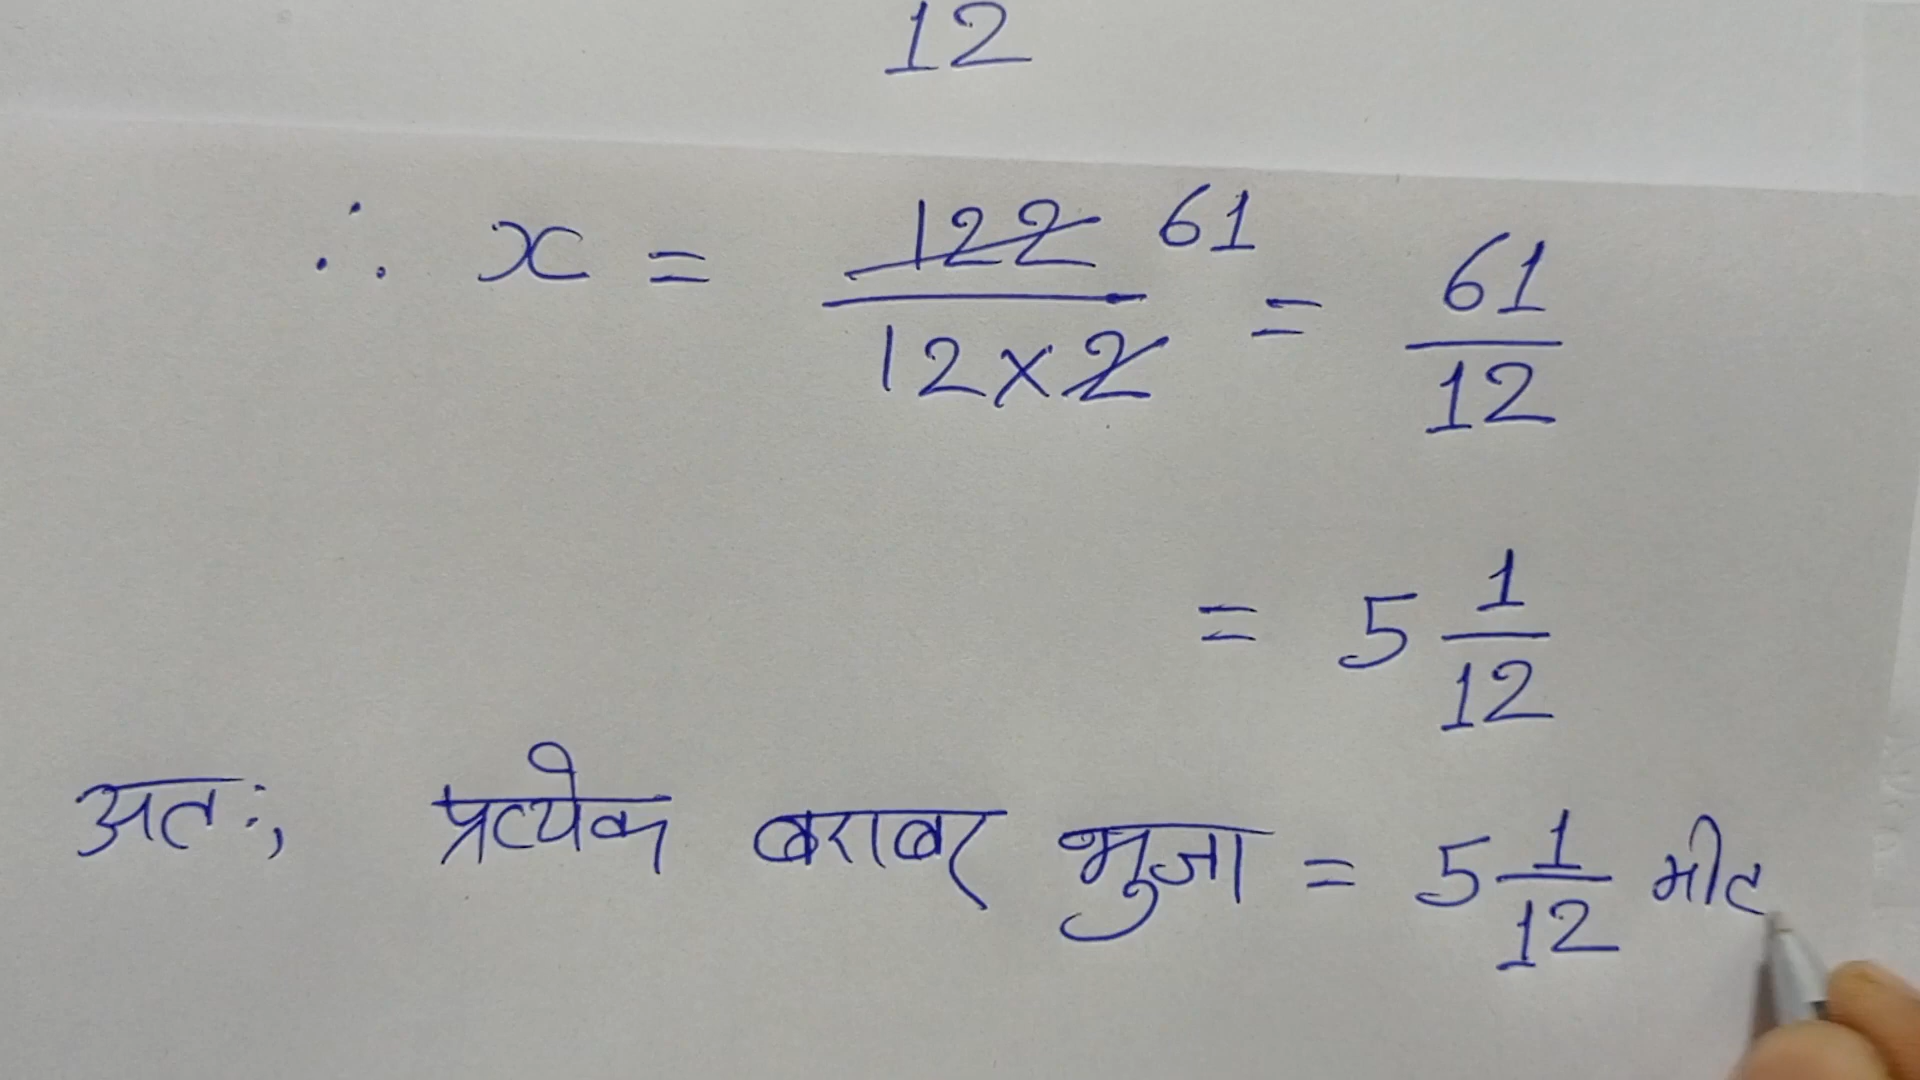 12
∴ x = 122/12×2 61 = 61/12
= 5 1/12
अतः, प्रत्येक बराबर भुजा = 5 1/12 मीट